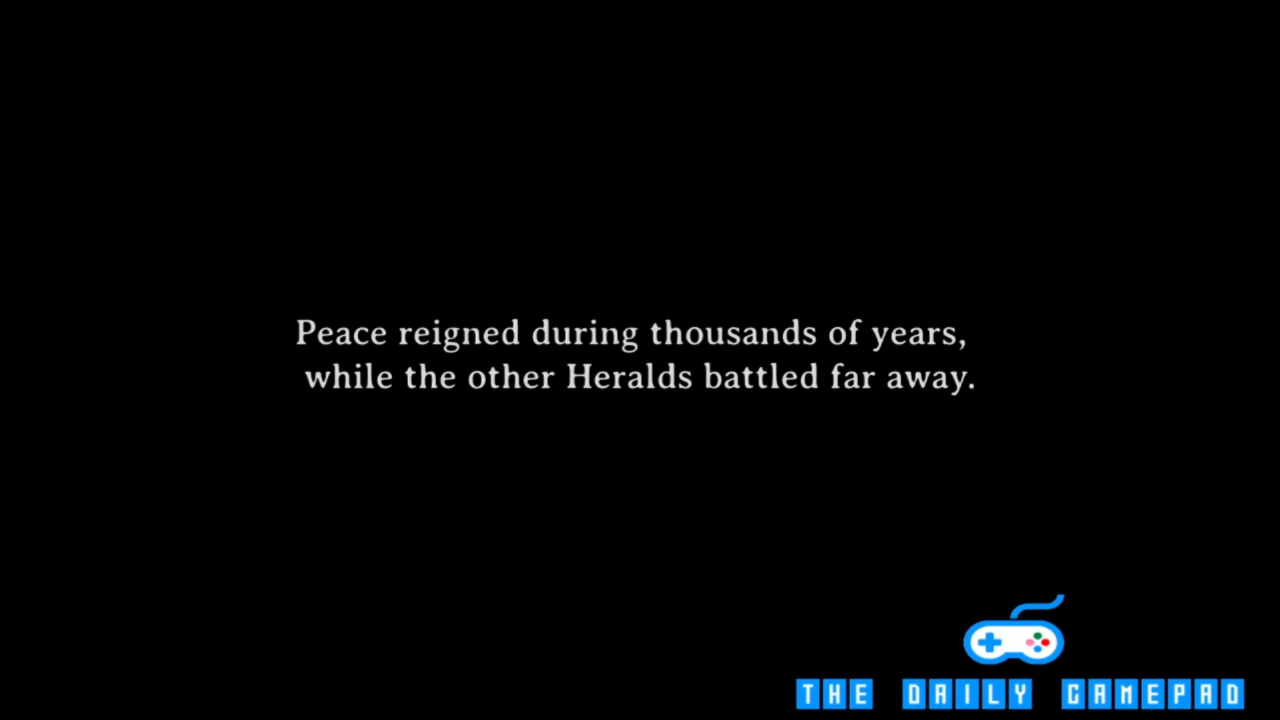 Peace reigned during thousands of years,
while the other Heralds battled far away.
THE DAILY GAMEPAD